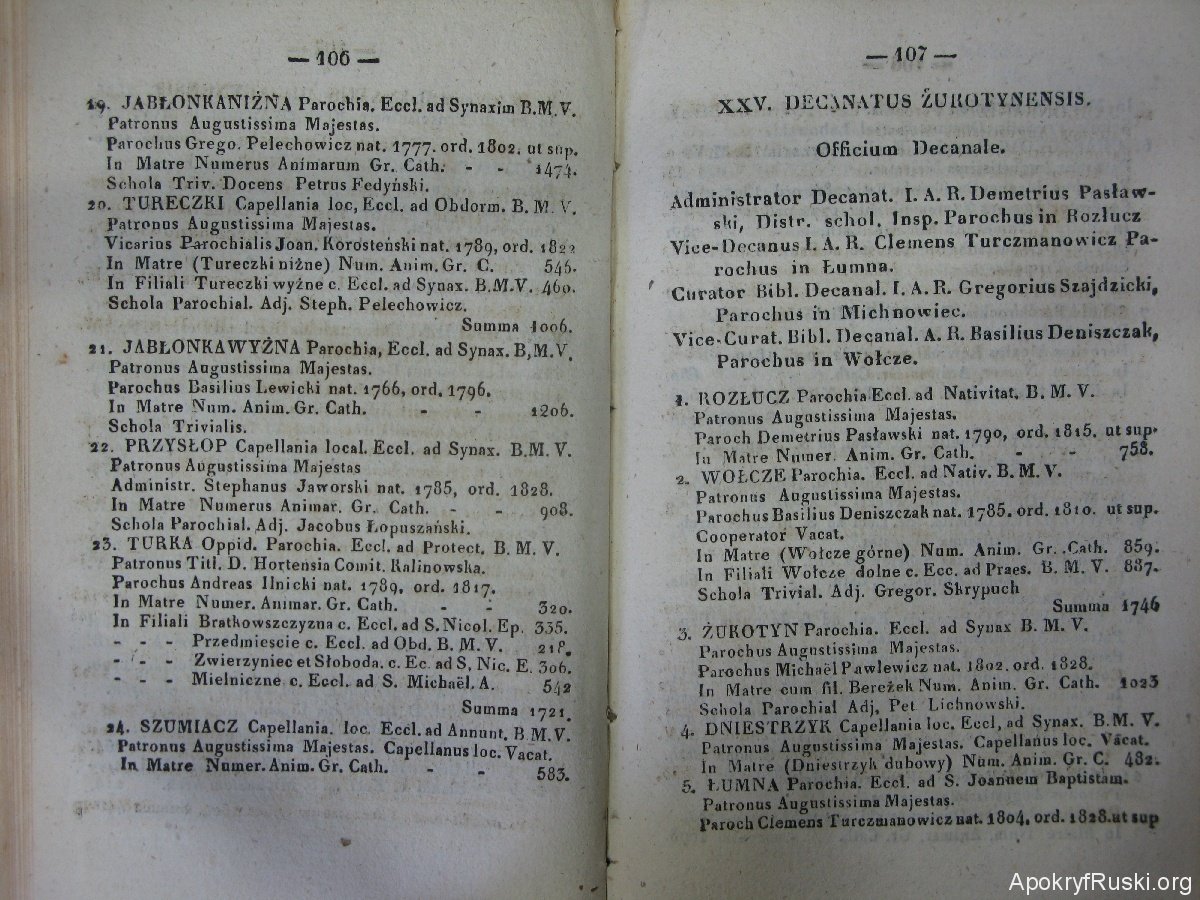 — 106 —
19. JABŁONKANIŹNA Parochia. Eccl. ad Synaxim B.M.V.
Patronus Augustissima Majestas.
Parochus Grego. Pelechowicz nat. 1777. ord. 1802. ut sup.
In Matre Numerus Animarum Gr. Cath. - - 1474.
Schola Triv. Docens Petrus Fedyński.
20. TURECZKI Capellania loc, Eccl. ad Obdorm. B. M. V.
Patronus Augustissima Majestas.
Vicarius Parochialis Joan. Korosteński nat. 1789, ord. 1822
In Matre (Tureczki niżne) Num. Anim. Gr. C. 546.
In Filiali Tureczki wyżne c. Eccl. ad Synax. B.M.V. 460.
Schola Parochial. Adj. Steph. Pelechowicz.
Summa 1006.
21. JABŁONKAWYŻNA Parochia, Eccl. ad Synax. B,M.V.
Patronus Augustissima Majestas.
Parochus Basilius Lewicki nat. 1766, ord, 1796.
In Matre Num. Anim. Gr. Cath. - - 1206.
Schola Trivialis.
22. PRZYSŁOP Capellania local. Eccl. ad Synax. B.M.V.
Patronus Augustissima Majestas
Administr. Stephanus Jaworski nat. 1785, ord. 1828.
In Matre Numerus Animar. Gr. Cath. - - 908.
Schola Parochial. Adj. Jacobus Łopuszański.
23. TURKA Oppid. Parochia. Eccl. ad Protect. B. M. V.
Patronus Titl. D. Hortensia Comit. Kalinowska.
Parochus Andreas Ilnicki nat. 1789, ord. 1817.
In Matre Numer. Animar. Gr. Cath. - - 320.
In Filiali Bratkowszczyzna c. Eccl. ad S. Nicol. Ep. 335.
- - - Przedmiescie c. Eccl. ad Obd. B. M. V. 218.
- - - Zwierzyniec et Słoboda. c. Ec. ad S, Nic. E. 306.
- - - Mielniczne c. Eccl. ad S. Michaël. A. 542
Summa 1721.
24. SZUMIACZ Capellania. loc. Eccl. ad Annunt. B.M.V.
Patronus Augustissima Majestas. Capellanus loc. Vacat.
In Matre Numer. Anim. Gr. Cath. - - 583.
— 107 —
XXV. DECANATUS ŻUKOTYNENSIS.
Officium Decanale.
Administrator Decanat. I. A. R. Demetrius Pasław-
ski, Distr. schol. Insp. Parochus in Rozłucz
Vice-Decanus I. A. R. Clemens Turczmanowicz Pa-
rochus in Łumna.
Curator Bibl. Decanal. I. A. R. Gregorius Szajdzicki,
Parochus in Michnowiec.
Vice-Curat. Bibl. Decanal. A. R. Basilius Deniszczak,
Parochus in Wołcze.
1. ROZŁUCZ Parochia Eccl. ad Nativitat. B. M. V.
Patronus Augustissima Majestas.
Paroch Demetrius Pasławski nat. 1790, ord. 1815. ut sup.
In Matre Numer. Anim. Gr. Cath. - - 758.
2. WOŁCZE Parochia. Eccl. ad Nativ. B. M. V.
Patronus Augustissima Majestas.
Parochus Basilius Deniszczak nat. 1785. ord. 1810. ut sup.
Cooperator Vacat.
In Matre (Wołcze górne) Num. Anim. Gr. Cath. 859.
In Filiali Wołcze dolne c. Ecc. ad Praes. B. M. V. 887.
Schola Trivial. Adj. Gregor. Skrypuch
Summa 1746
3. ŻUKOTYN Parochia. Eccl. ad Synax B. M. V.
Parochus Augustissima Majestas.
Parochus Michaël Pawlewicz nat. 1802. ord. 1828.
In Matre cum fil. Bereżek Num. Anim. Gr. Cath. 1023
Schola Parochial Adj. Pet Lichnowski.
4. DNIESTRZYK Capellania loc. Eccl, ad Synax. B.M. V.
Patronus Augustissima Majestas. Capellanus loc. Vacat.
In Matre (Dniestrzyk dubowy) Num. Anim. Gr. C. 482.
5. ŁUMNA Parochia. Eccl. ad S. Joannem Baptistam.
Patronus Augustissima Majestas.
Paroch Clemens Turczmanowicz nat. 1804, ord. 1828. ut sup
ApokryfRuski.org